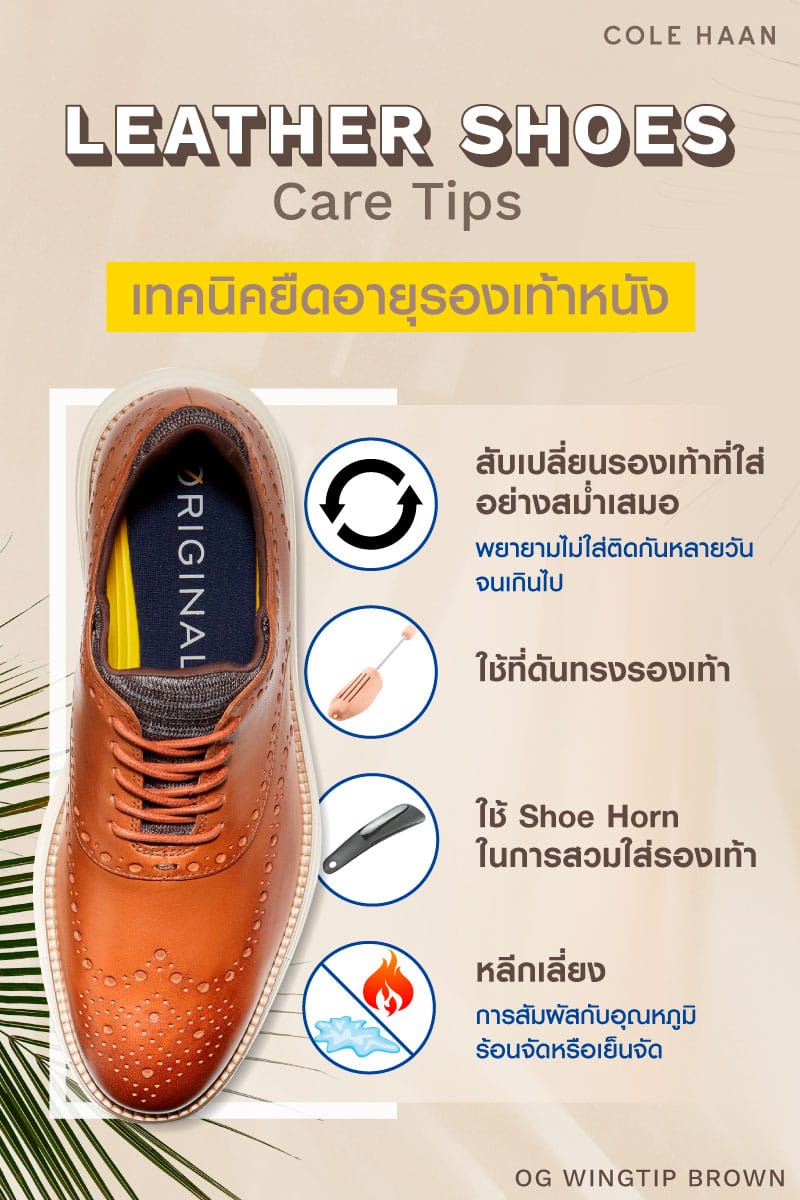 COLE HAAN
LEATHER SHOES
Care Tips
เทคนิคยืดอายุรองเท้าหนัง
ORIGINAL
สับเปลี่ยนรองเท้าที่ใส่
อย่างสม่ำเสมอ
พยายามไม่ใส่ติดกันหลายวัน
จนเกินไป
ใช้ที่ดันทรงรองเท้า
ใช้ Shoe Horn
ในการสวมใส่รองเท้า
หลีกเลี่ยง
การสัมผัสกับอุณหภูมิ
ร้อนจัดหรือเย็นจัด
OG WINGTIP BROWN